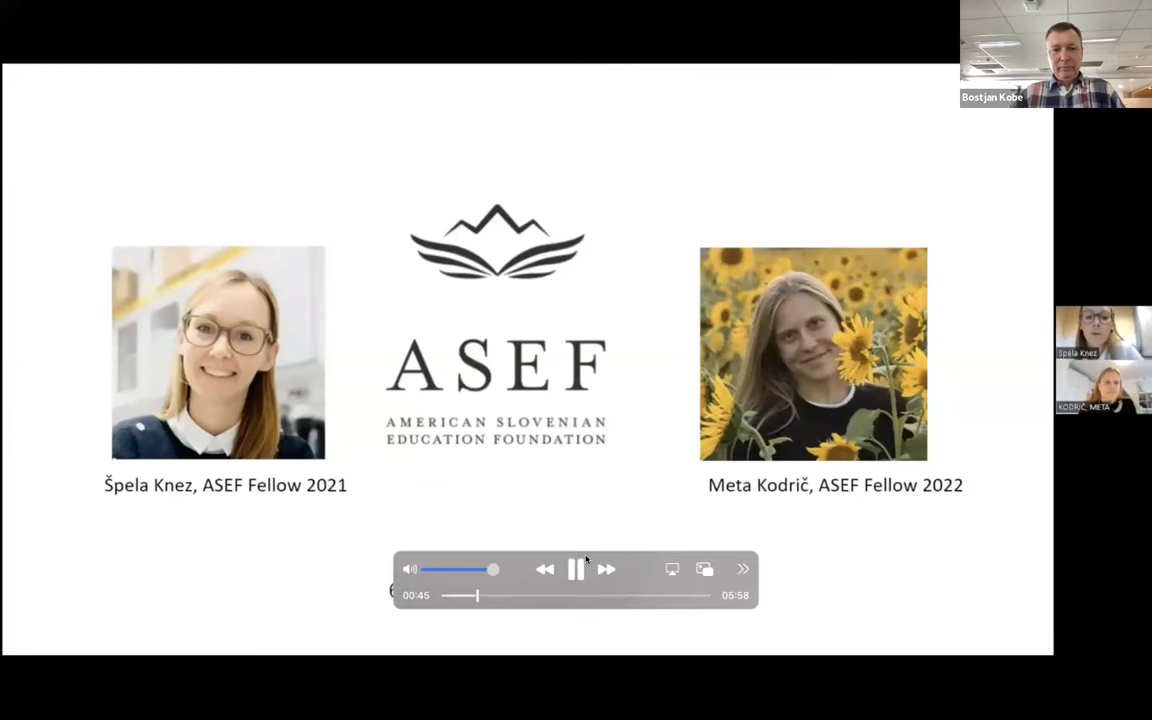 Bostjan Kobe
ASEF
AMERICAN SLOVENIAN
EDUCATION FOUNDATION
Špela Knez, ASEF Fellow 2021
Meta Kodrič, ASEF Fellow 2022
Špela Knez
KODRIČ, META
00:45
05:58